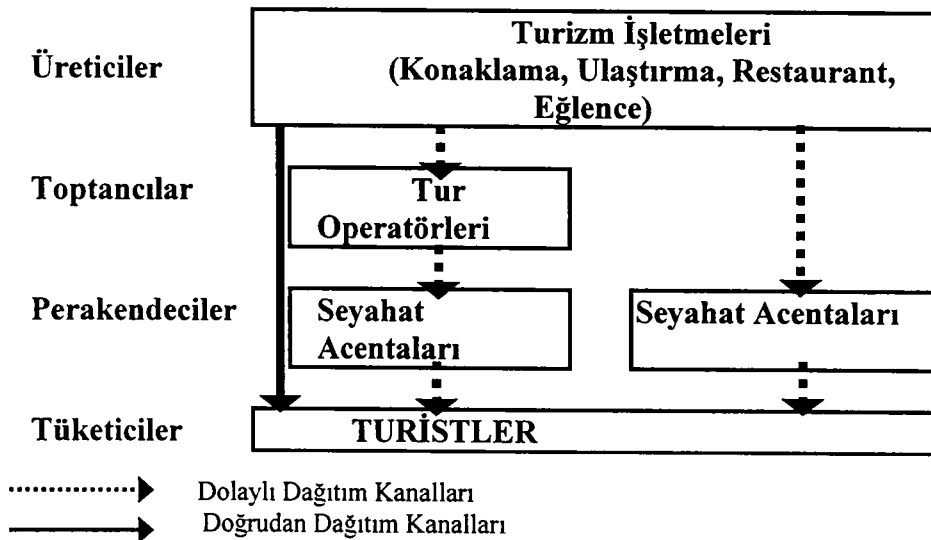 Üreticiler
Turizm İşletmeleri
(Konaklama, Ulaştırma, Restaurant,
Eğlence)
Toptancılar
Tur
Operatörleri
Perakendeciler
Seyahat
Acentaları
Seyahat Acentaları
Tüketiciler
TURİSTLER
Dolaylı Dağıtım Kanalları
Doğrudan Dağıtım Kanalları